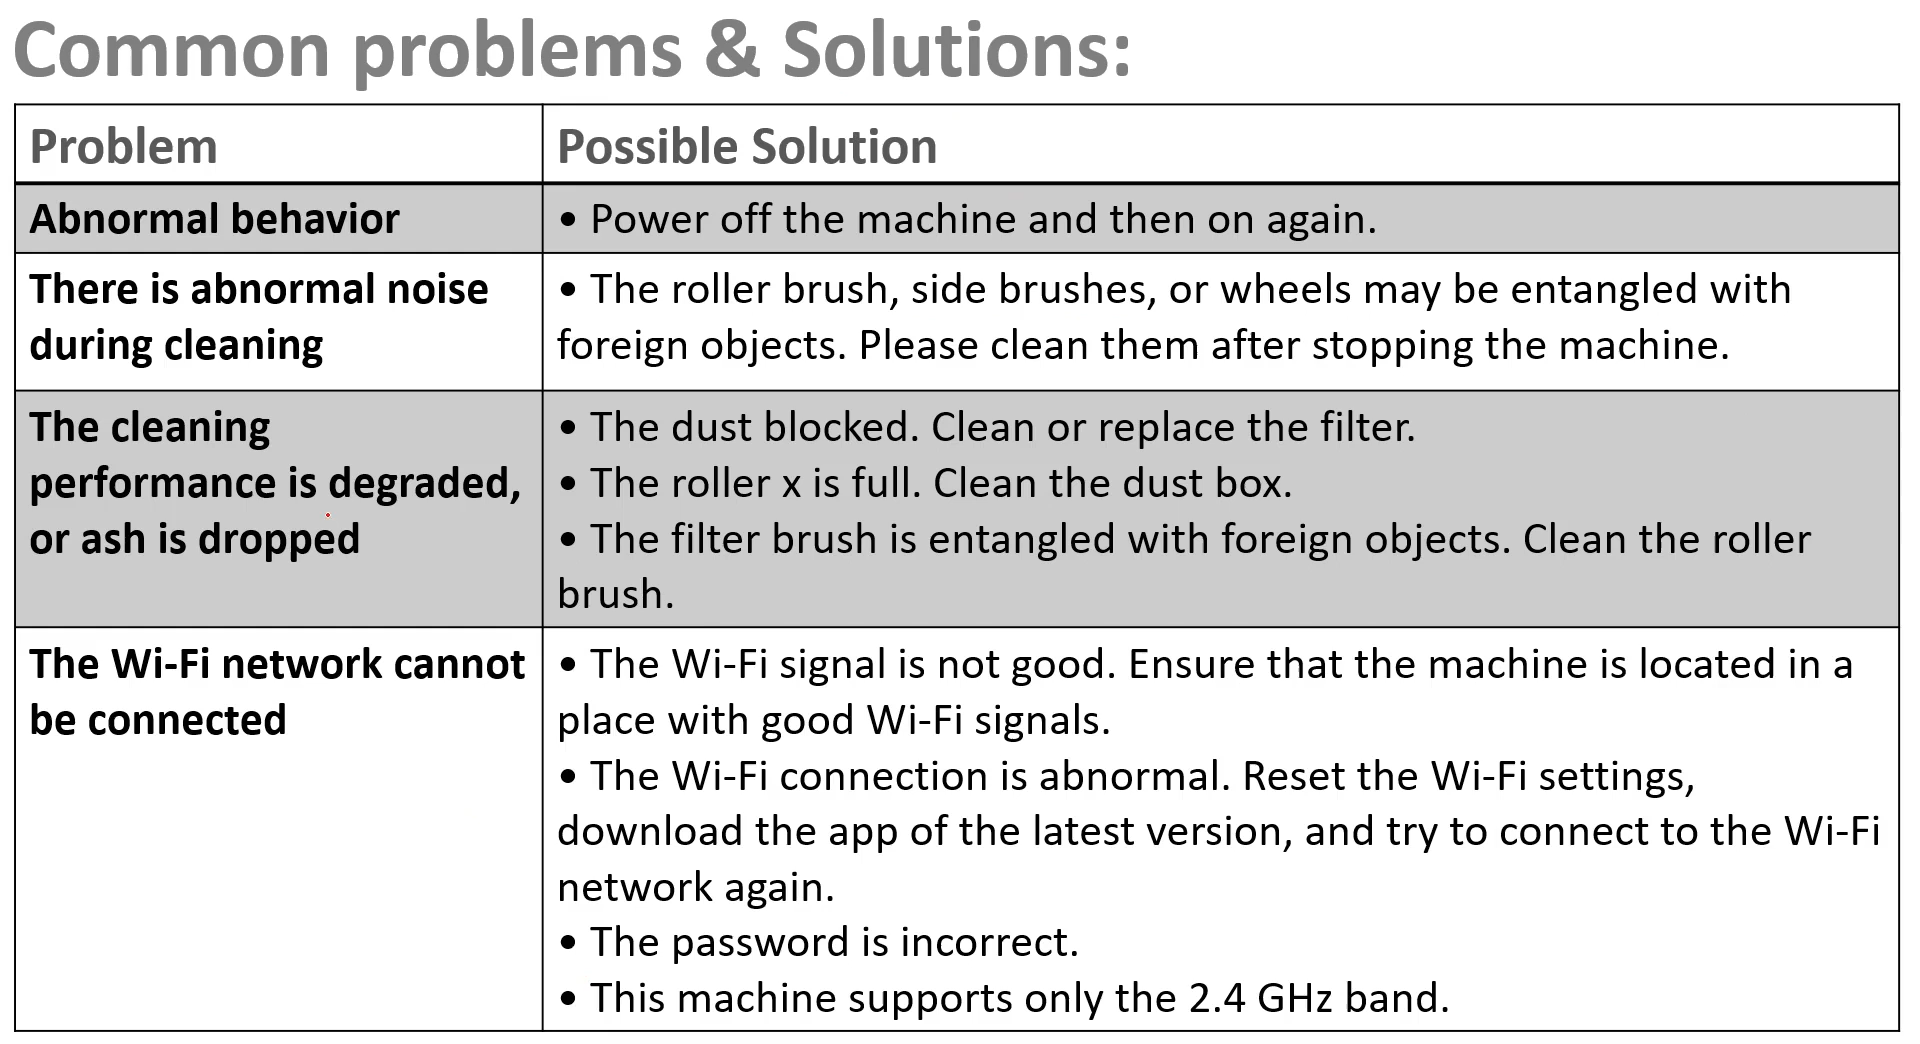 Common problems & Solutions:
Problem
Possible Solution
Abnormal behavior
• Power off the machine and then on again.
There is abnormal noise
during cleaning
• The roller brush, side brushes, or wheels may be entangled with
foreign objects. Please clean them after stopping the machine.
The cleaning
performance is degraded,
or ash is dropped
• The dust blocked. Clean or replace the filter.
• The roller x is full. Clean the dust box.
• The filter brush is entangled with foreign objects. Clean the roller
brush.
The Wi-Fi network cannot
be connected
• The Wi-Fi signal is not good. Ensure that the machine is located in a
place with good Wi-Fi signals.
• The Wi-Fi connection is abnormal. Reset the Wi-Fi settings,
download the app of the latest version, and try to connect to the Wi-Fi
network again.
• The password is incorrect.
• This machine supports only the 2.4 GHz band.